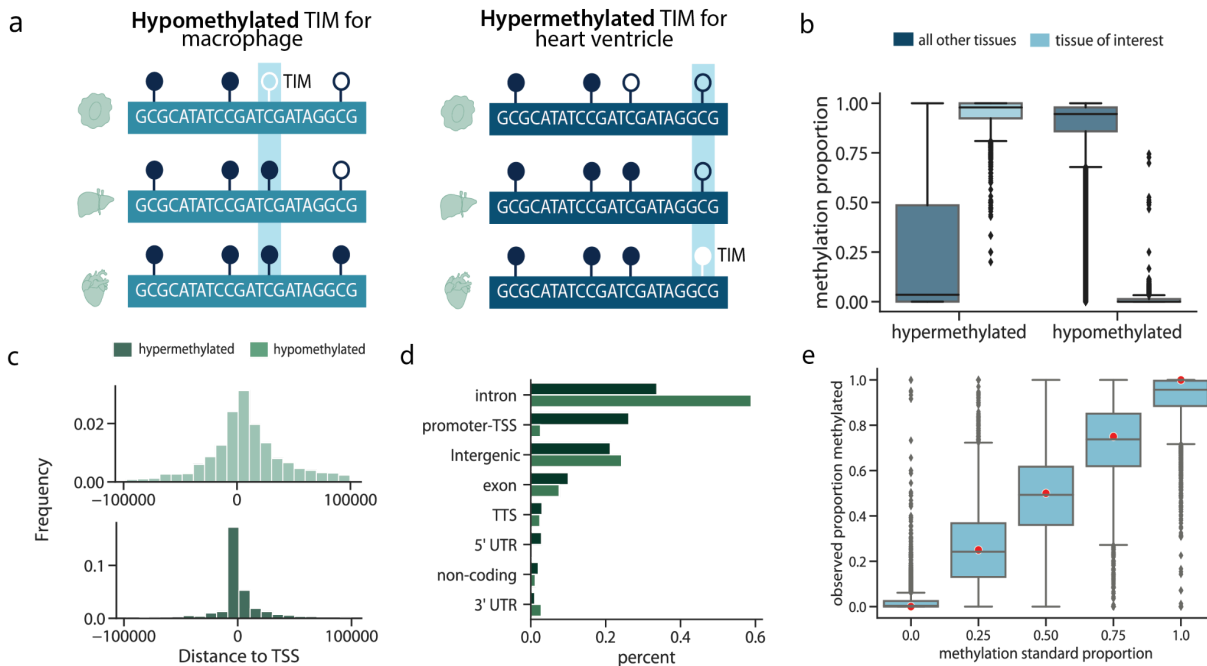 a
Hypomethylated TIM for
macrophage
TIM
GCGCATATCCGATCGATAGGCG
GCGCATATCCGATCGATAGGCG
GCGCATATCCGATCGATAGGCG
Hypermethylated TIM for
heart ventricle
GCGCATATCCGATCGATAGGCG
GCGCATATCCGATCGATAGGCG
TIM
GCGCATATCCGATCGATAGGCG
b
all other tissues
tissue of interest
methylation proportion
1.00
0.75
0.50
0.25
0.00
hypermethylated
hypomethylated
c
hypermethylated
hypomethylated
Frequency
0.02
0.00
−100000
0
100000
0.1
0.0
−100000
0
100000
Distance to TSS
d
intron
promoter-TSS
Intergenic
exon
TTS
5' UTR
non-coding
3' UTR
0.0
0.2
0.4
0.6
percent
e
observed proportion methylated
1.0
0.8
0.6
0.4
0.2
0.0
0.0
0.25
0.50
0.75
1.0
methylation standard proportion